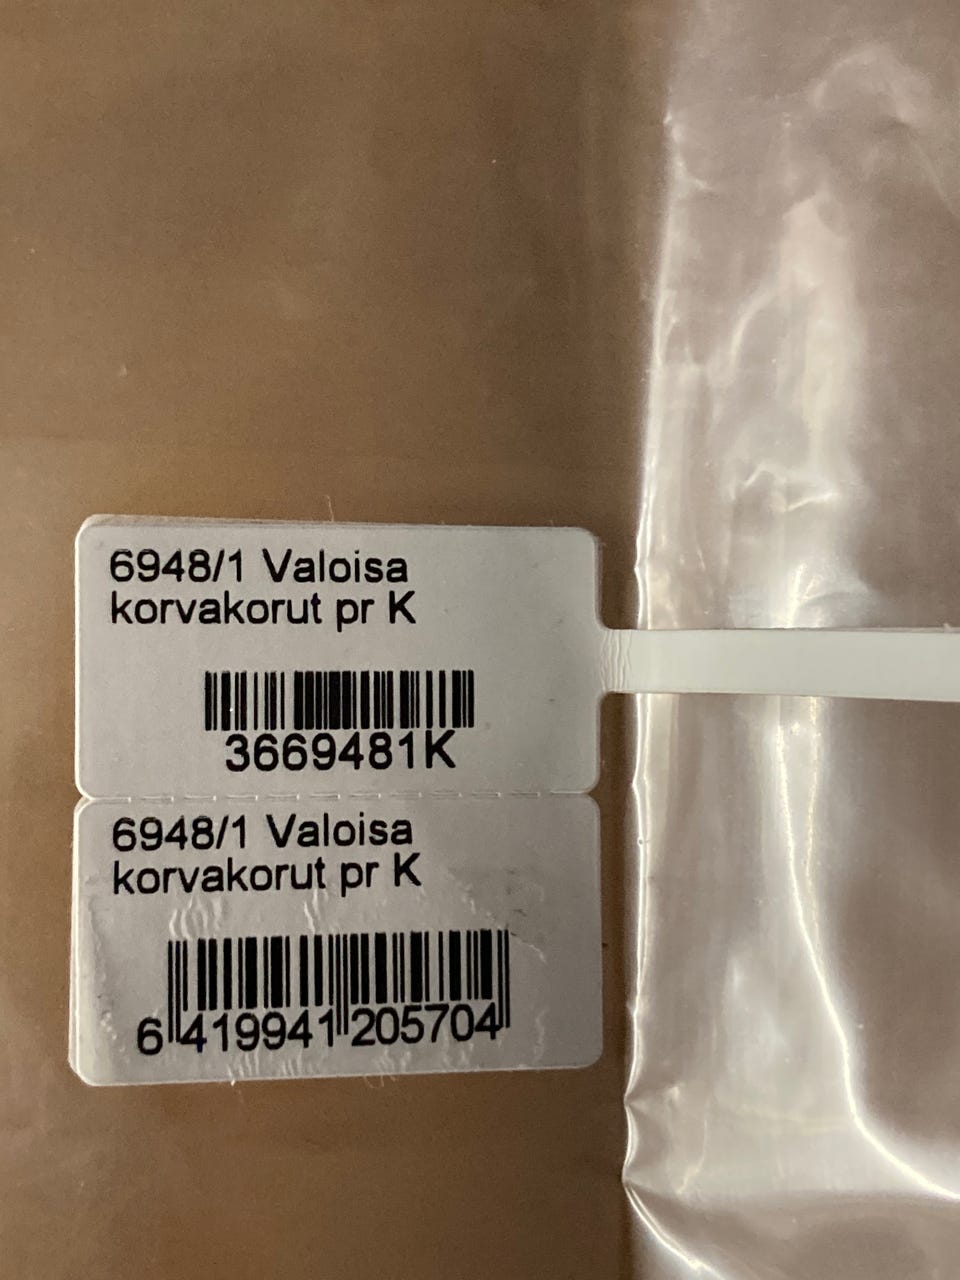 6948/1 Valoisa
korvakorut pr K
3669481K
6948/1 Valoisa
korvakorut pr K
6 419941 205704